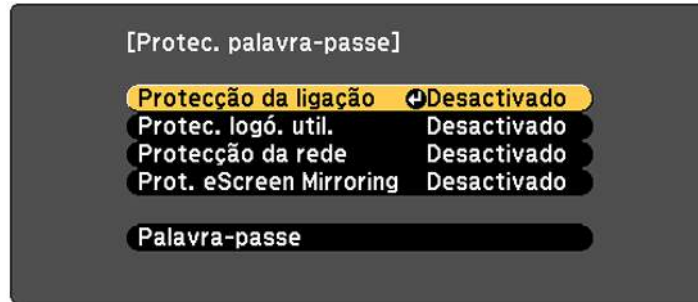 [Protec. palavra-passe]
Protecção da ligação Desactivado
Protec. logó. util. Desactivado
Protecção da rede Desactivado
Prot. eScreen Mirroring Desactivado
Palavra-passe